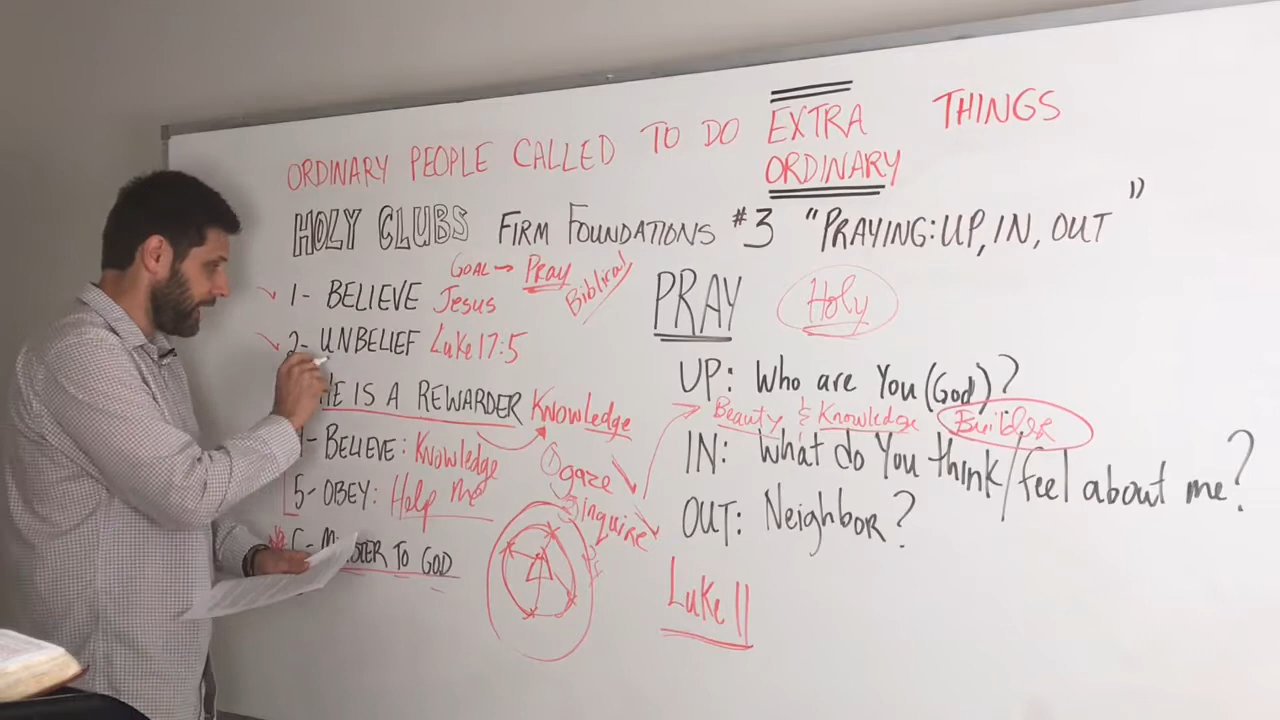 ORDINARY PEOPLE CALLED TO DO EXTRA ORDINARY THINGS
HOLY CLUBS FIRM FOUNDATIONS #3 "PRAYING: UP, IN, OUT"
GOAL → Pray
Biblical
1- BELIEVE Jesus
2- UNBELIEF Luke 17:5
HE IS A REWARDER Knowledge
BELIEVE: Knowledge
5- OBEY: Help me
TO GOD
1 gaze
2 inquire
PRAY Holy
UP: Who are You (God)?
Beauty & Knowledge Builder
IN: What do You think/feel about me?
OUT: Neighbor?
Luke 11